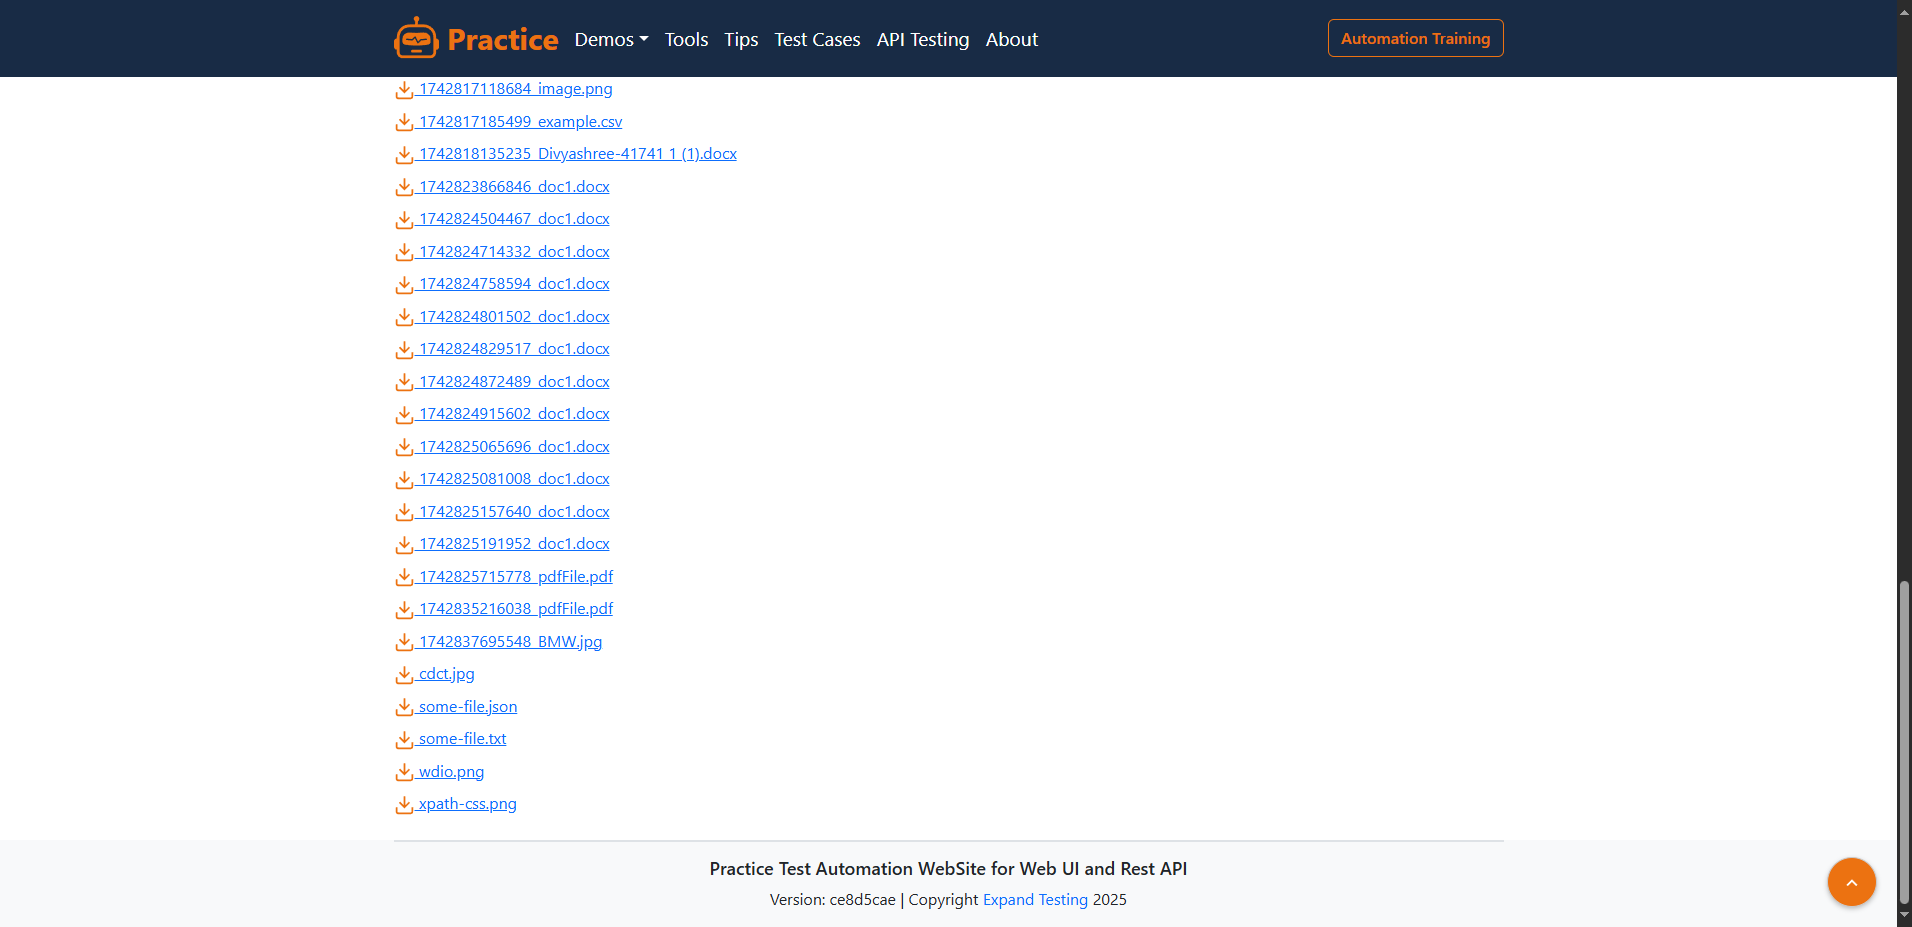 Practice Demos Tools Tips Test Cases API Testing About Automation Training
1742817118684_image.png
1742817185499_example.csv
1742818135235_Divyashree-41741 1 (1).docx
1742823866846_doc1.docx
1742824504467_doc1.docx
1742824714332_doc1.docx
1742824758594_doc1.docx
1742824801502_doc1.docx
1742824829517_doc1.docx
1742824872489_doc1.docx
1742824915602_doc1.docx
1742825065696_doc1.docx
1742825081008_doc1.docx
1742825157640_doc1.docx
1742825191952_doc1.docx
1742825715778_pdfFile.pdf
1742835216038_pdfFile.pdf
1742837695548_BMW.jpg
cdct.jpg
some-file.json
some-file.txt
wdio.png
xpath-css.png
Practice Test Automation WebSite for Web UI and Rest API
Version: ce8d5cae | Copyright Expand Testing 2025